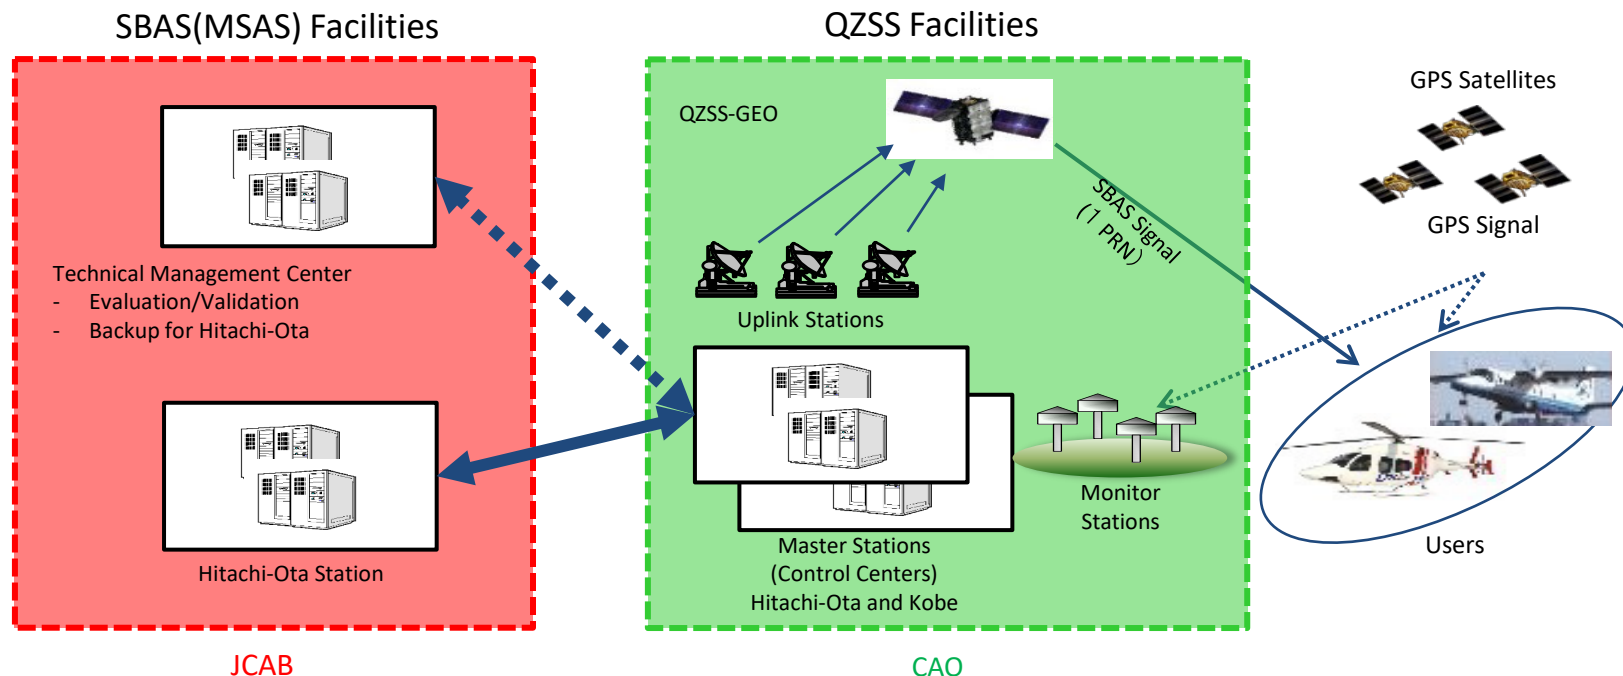 SBAS(MSAS) Facilities
QZSS Facilities
Technical Management Center
- Evaluation/Validation
- Backup for Hitachi-Ota
Hitachi-Ota Station
JCAB
QZSS-GEO
SBAS Signal
(1 PRN)
Uplink Stations
Master Stations
(Control Centers)
Hitachi-Ota and Kobe
Monitor
Stations
CAO
GPS Satellites
GPS Signal
Users